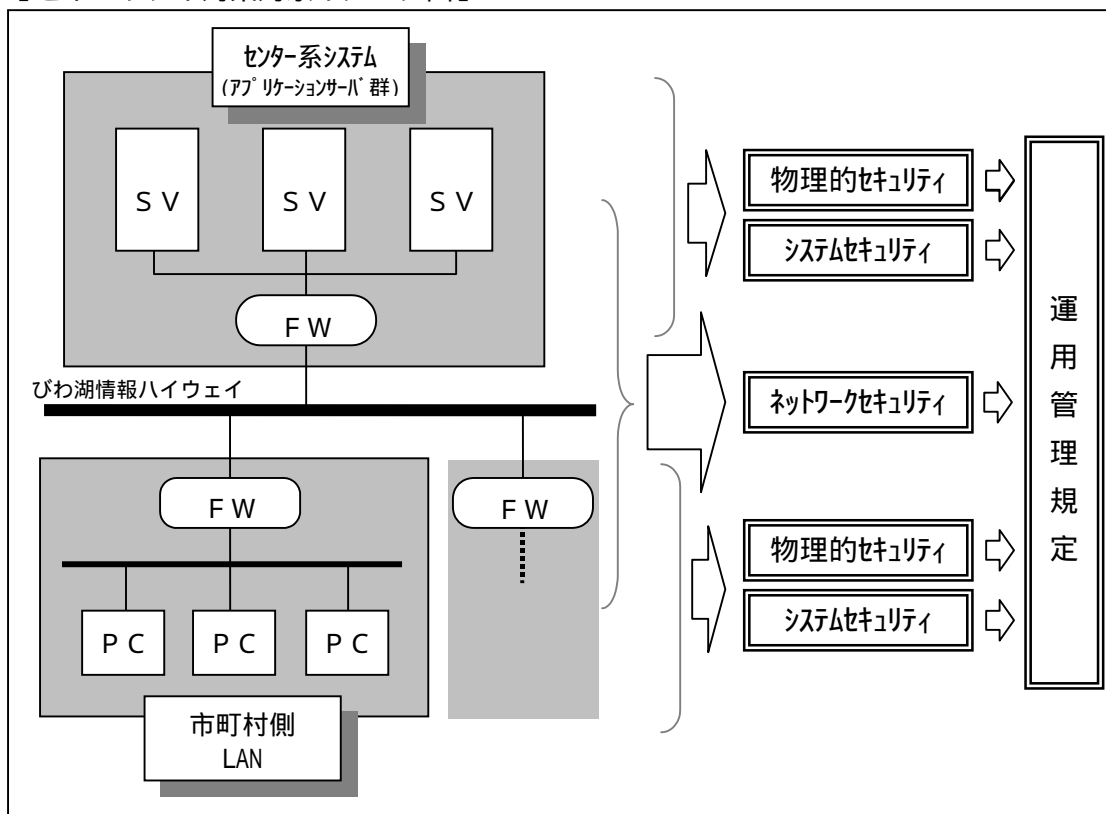 センター系システム
(アプリケーションサーバ群)
ＳＶ
ＳＶ
ＳＶ
ＦＷ
びわ湖情報ハイウェイ
ＦＷ
ＦＷ
ＰＣ
ＰＣ
ＰＣ
市町村側
LAN
物理的セキュリティ
システムセキュリティ
ネットワークセキュリティ
物理的セキュリティ
システムセキュリティ
運用管理規定